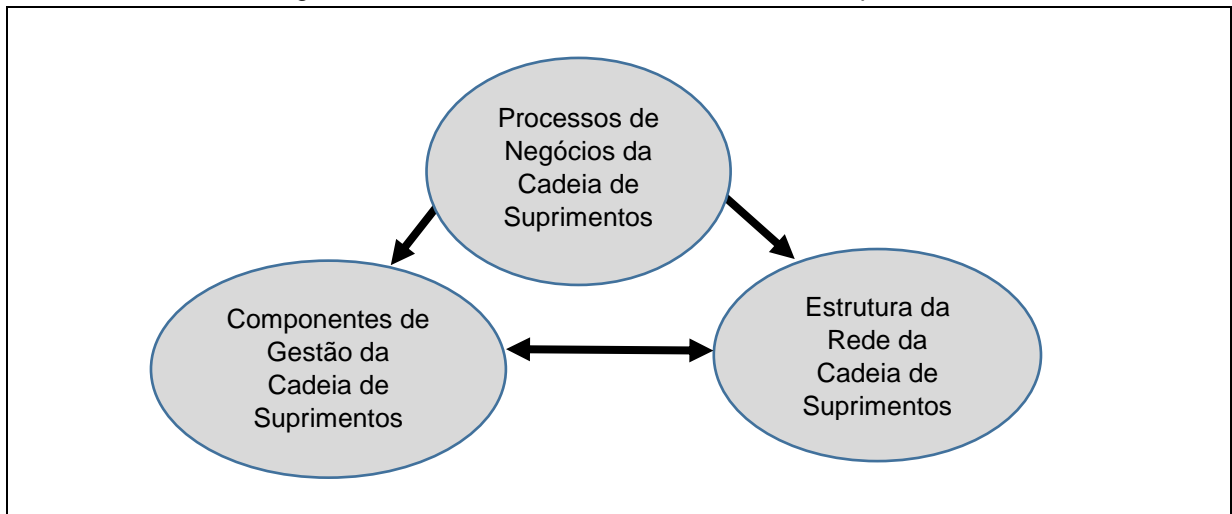 Processos de
Negócios da
Cadeia de
Suprimentos
Componentes de
Gestão da
Cadeia de
Suprimentos
Estrutura da
Rede da
Cadeia de
Suprimentos